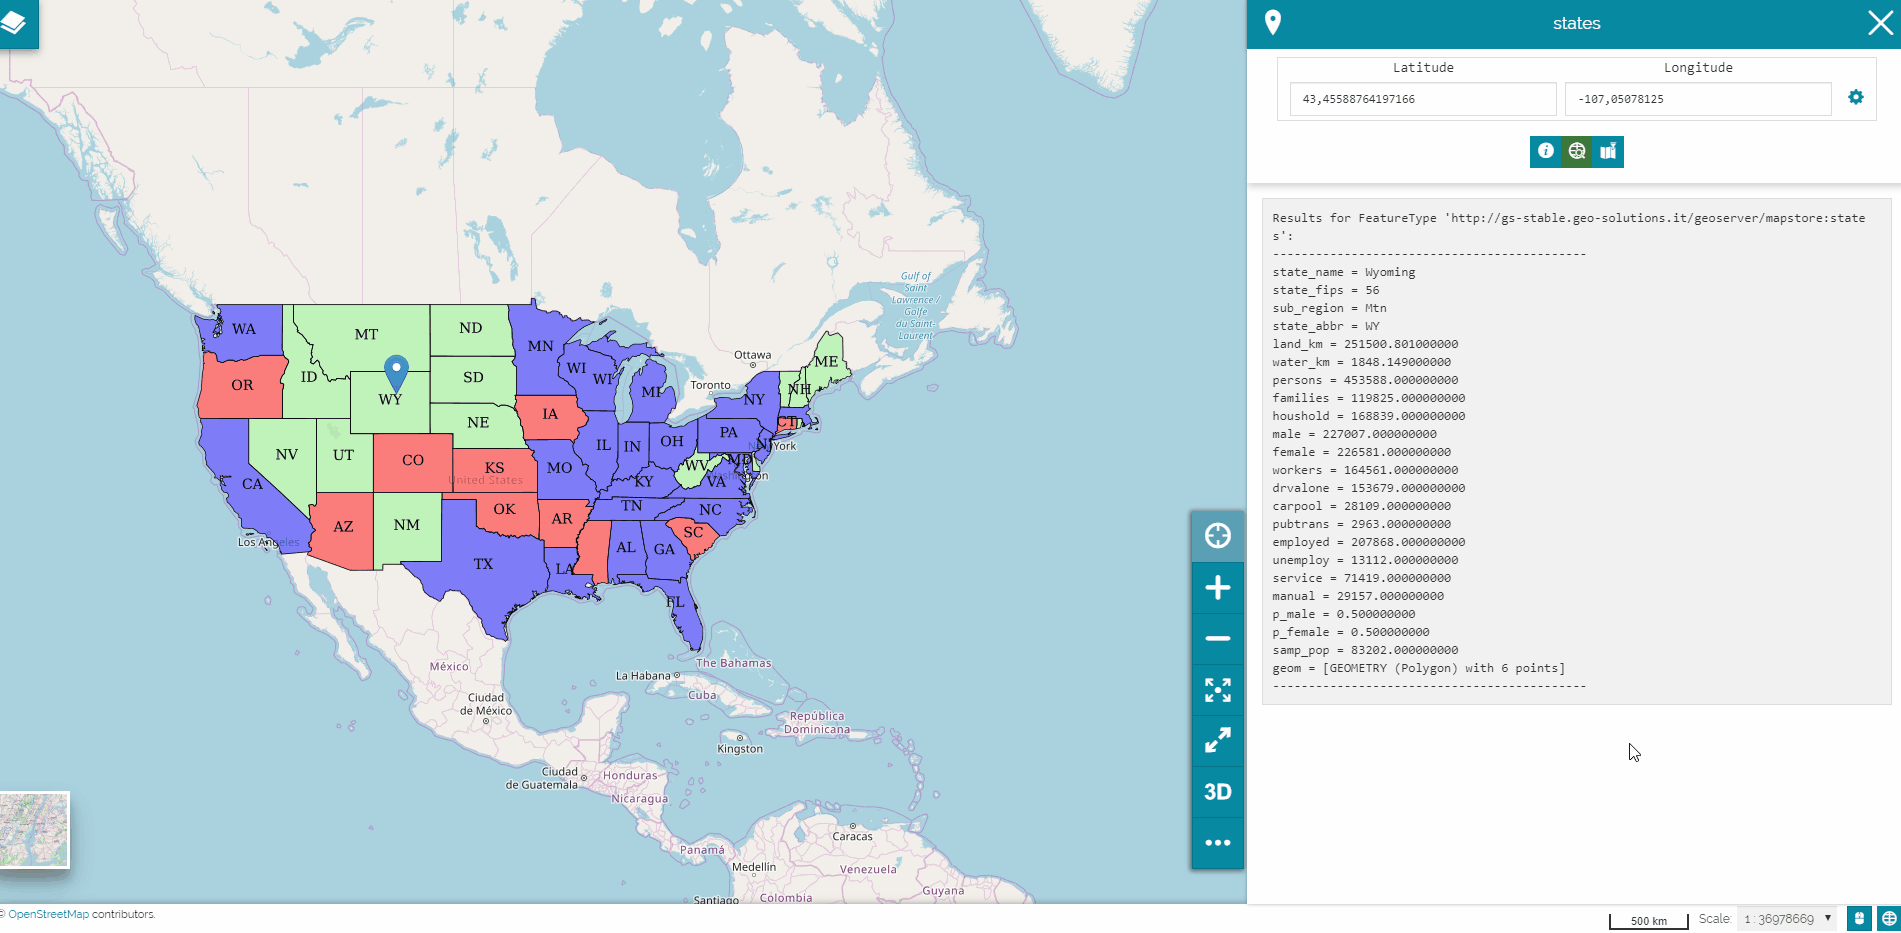 states
Latitude
Longitude
43,45588764197166
-107,05078125
Results for FeatureType 'http://gs-stable.geo-solutions.it/geoserver/mapstore:state
s':
------------------------------------------
state_name = Wyoming
state_fips = 56
sub_region = Mtn
state_abbr = WY
land_km = 251500.801000000
water_km = 1848.149000000
persons = 453588.000000000
families = 119825.000000000
houshold = 168839.000000000
male = 227007.000000000
female = 226581.000000000
workers = 164561.000000000
drvalone = 153679.000000000
carpool = 28109.000000000
pubtrans = 2963.000000000
employed = 207868.000000000
unemploy = 13112.000000000
service = 71419.000000000
manual = 29157.000000000
p_male = 0.500000000
p_female = 0.500000000
samp_pop = 83202.000000000
geom = [GEOMETRY (Polygon) with 6 points]
------------------------------------------
Gulf of
Saint
Lawrence /
Golfe
du Saint-
Laurent
WA
MT
ND
MN
OR
ID
WY
SD
WI
WI
MI
Ottawa
Toronto
ME
NH
NY
NE
IA
CT
PA
NJ
York
NV
UT
CO
KS
United States
MO
IL
IN
OH
WV
MD
Washington
VA
KY
CA
AZ
NM
OK
AR
TN
NC
SC
Los Angeles
TX
LA
AL
GA
FL
México
Ciudad
de México
The Bahamas
La Habana
Cuba
República
Dominicana
Kingston
Ciudad
de Guatemala
Honduras
Nicaragua
Caracas
Panamá
Medellín
Venezuela
Guyana
Santiago
Colombia
3D
© OpenStreetMap contributors.
500 km
Scale:
1 : 36978669